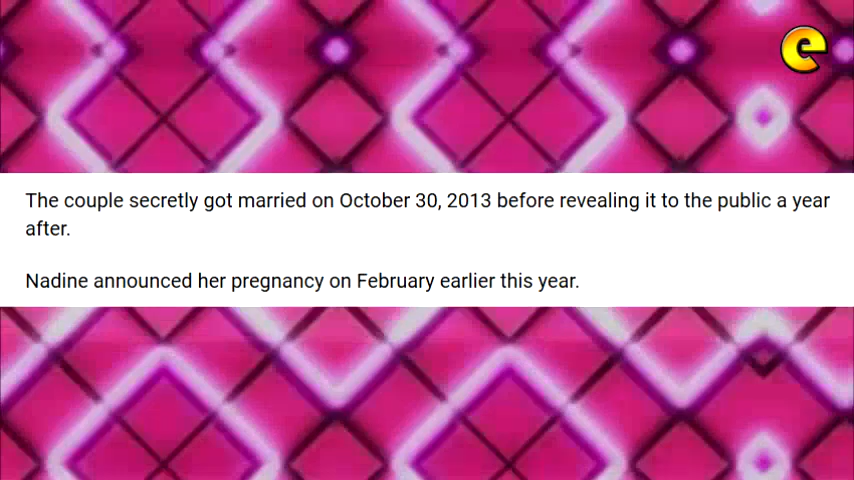 The couple secretly got married on October 30, 2013 before revealing it to the public a year
after.
Nadine announced her pregnancy on February earlier this year.
e